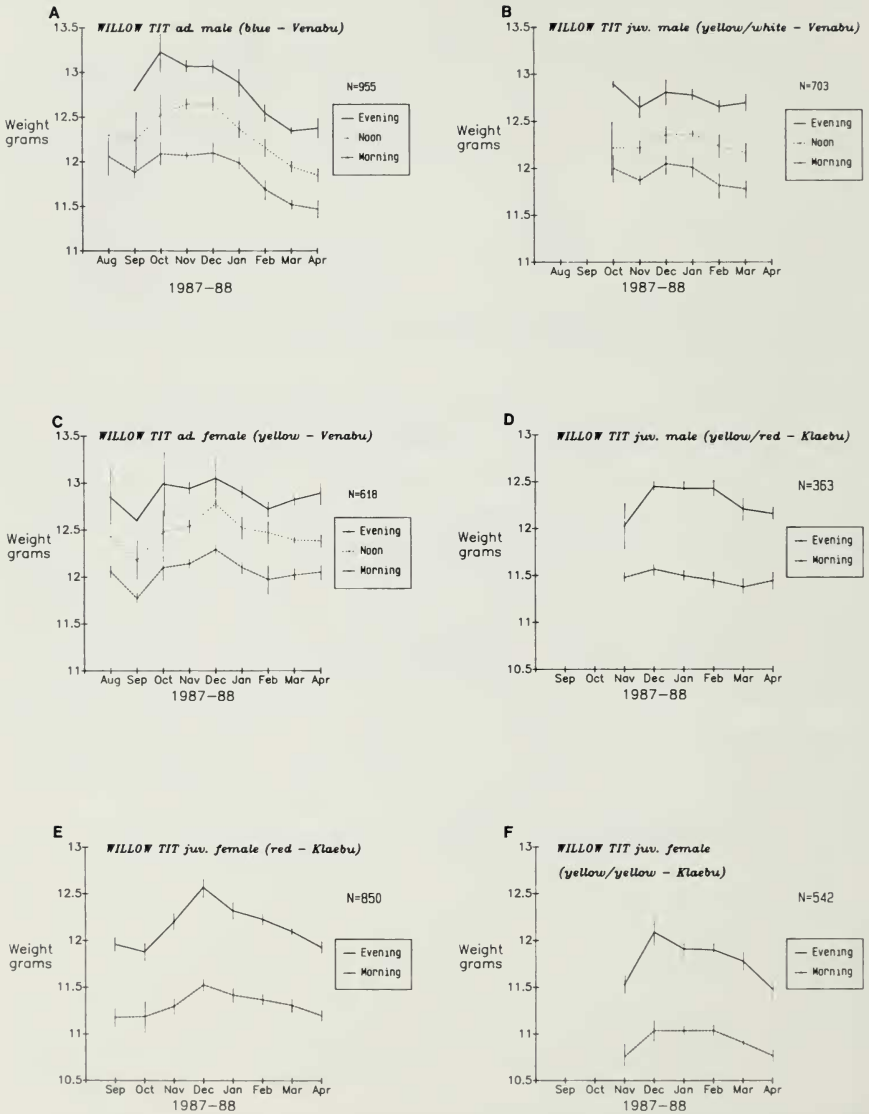 A
WILLOW TIT ad. male (blue - Venabu)
13.5
13
12.5
12
11.5
11
Weight
grams
N=955
Evening
Noon
Morning
Aug Sep Oct Nov Dec Jan Feb Mar Apr
1987-88
B
WILLOW TIT juv. male (yellow/white - Venabu)
13.5
13
12.5
12
11.5
11
Weight
grams
N=703
Evening
Noon
Morning
Aug Sep Oct Nov Dec Jan Feb Mar Apr
1987-88
C
WILLOW TIT ad. female (yellow - Venabu)
13.5
13
12.5
12
11.5
11
Weight
grams
N=618
Evening
Noon
Morning
Aug Sep Oct Nav Dec Jan Feb Mar Apr
1987-88
D
WILLOW TIT juv. male (yellow/red - Klaebu)
13
12.5
12
11.5
11
10.5
Weight
grams
N=363
Evening
Morning
Sep Oct Nav Dec Jan Feb Mar Apr
1987-88
E
WILLOW TIT juv. female (red - Klaebu)
13
12.5
12
11.5
11
10.5
Weight
grams
N=850
Evening
Morning
Sep Oct Nav Dec Jan Feb Mar Apr
1987-88
F
WILLOW TIT juv. female
(yellow/yellow - Klaebu)
13
12.5
12
11.5
11
10.5
Weight
grams
N=542
Evening
Morning
Sep Oct Nov Dec Jan Feb Mar Apr
1987-88